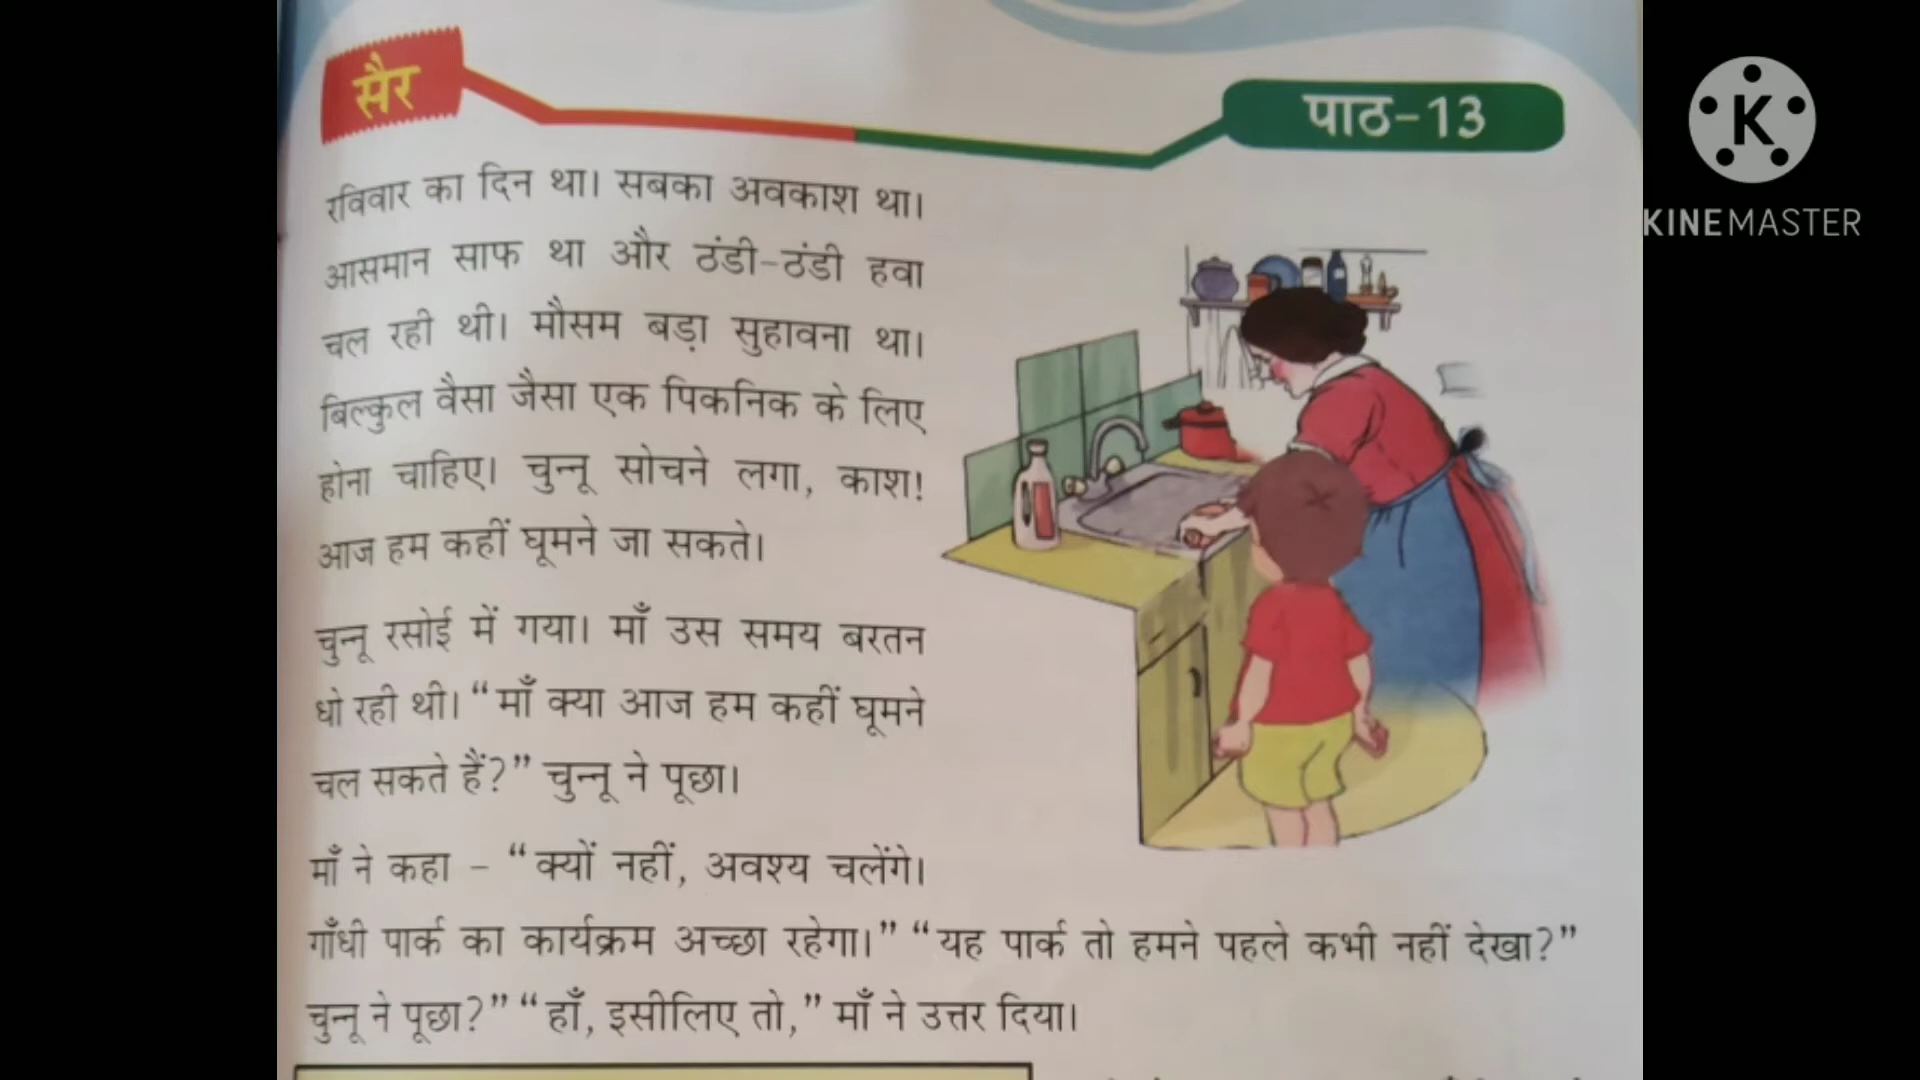 सैर
पाठ-13
KINEMASTER
रविवार का दिन था। सबका अवकाश था।
आसमान साफ था और ठंडी-ठंडी हवा
चल रही थी। मौसम बड़ा सुहावना था।
बिल्कुल वैसा जैसा एक पिकनिक के लिए
होना चाहिए। चुन्नू सोचने लगा, काश!
आज हम कहीं घूमने जा सकते।
चुन्नू रसोई में गया। माँ उस समय बरतन
धो रही थी। “माँ क्या आज हम कहीं घूमने
चल सकते हैं?” चुन्नू ने पूछा।
माँ ने कहा – “क्यों नहीं, अवश्य चलेंगे।
गाँधी पार्क का कार्यक्रम अच्छा रहेगा।” “यह पार्क तो हमने पहले कभी नहीं देखा?”
चुन्नू ने पूछा?” “हाँ, इसीलिए तो,” माँ ने उत्तर दिया।